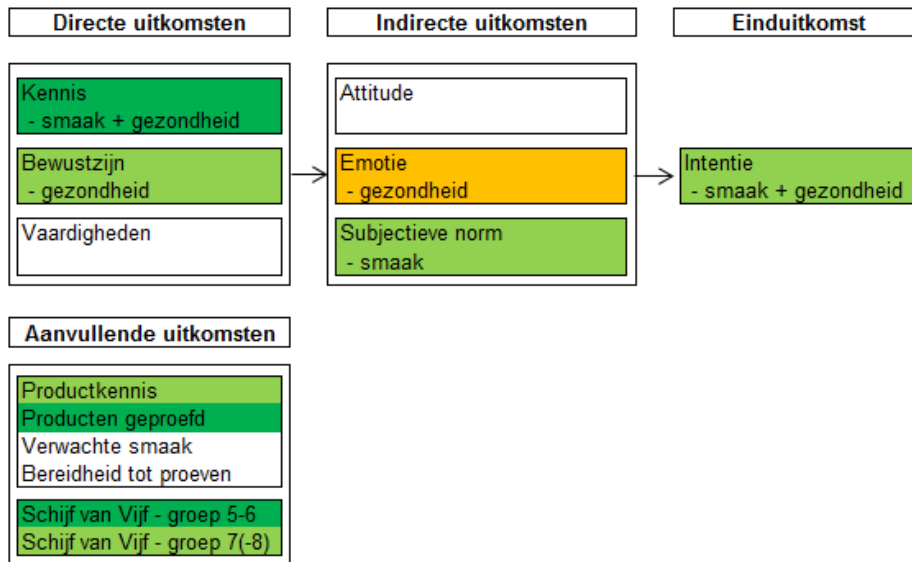 Directe uitkomsten
Indirecte uitkomsten
Einduitkomst
Kennis
- smaak + gezondheid
Bewustzijn
- gezondheid
Vaardigheden
Attitude
Emotie
- gezondheid
Subjectieve norm
- smaak
Intentie
- smaak + gezondheid
Aanvullende uitkomsten
Productkennis
Producten geproefd
Verwachte smaak
Bereidheid tot proeven
Schijf van Vijf - groep 5-6
Schijf van Vijf - groep 7(-8)